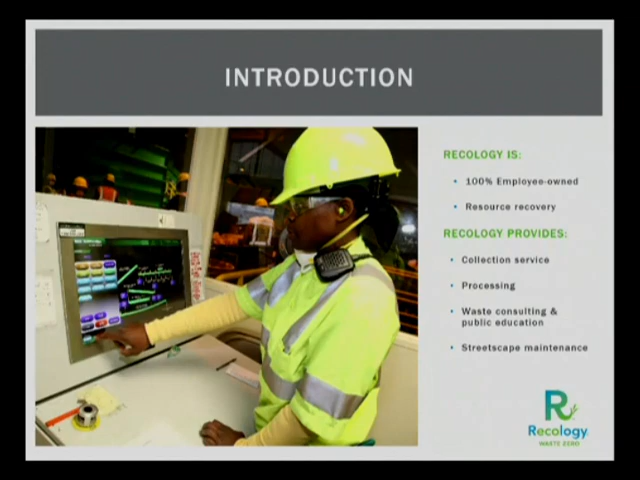 INTRODUCTION
RECOLOGY IS:
• 100% Employee-owned
• Resource recovery
RECOLOGY PROVIDES:
• Collection service
• Processing
• Waste consulting &
public education
• Streetscape maintenance
R
Recology
WASTE ZERO